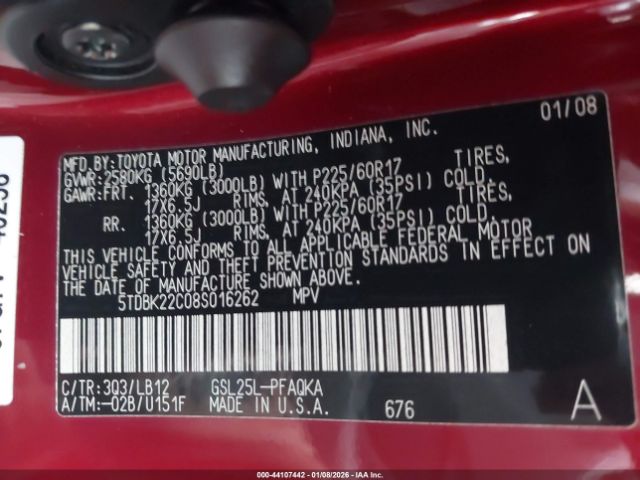 01/08
MFD.BY:TOYOTA MOTOR MANUFACTURING, INDIANA, INC.
GVWR:2580KG (5690LB)
GAWR:FRT. 1360KG (3000LB) WITH P225/60R17 TIRES,
17X6.5J RIMS, AT 240KPA (35PSI) COLD.
RR. 1360KG (3000LB) WITH P225/60R17 TIRES,
17X6.5J RIMS, AT 240KPA (35PSI) COLD.
THIS VEHICLE CONFORMS TO ALL APPLICABLE FEDERAL MOTOR
VEHICLE SAFETY AND THEFT PREVENTION STANDARDS IN EFFECT ON
THE DATE OF MANUFACTURE SHOWN ABOVE.
5TDBK22C08S016262 MPV
C/TR:3Q3/LB12 GSL25L-PFAQKA
A/TM:-02B/U151F MADE IN U.S.A. 676 A
000-44107442 - 01/08/2026 - IAA Inc.